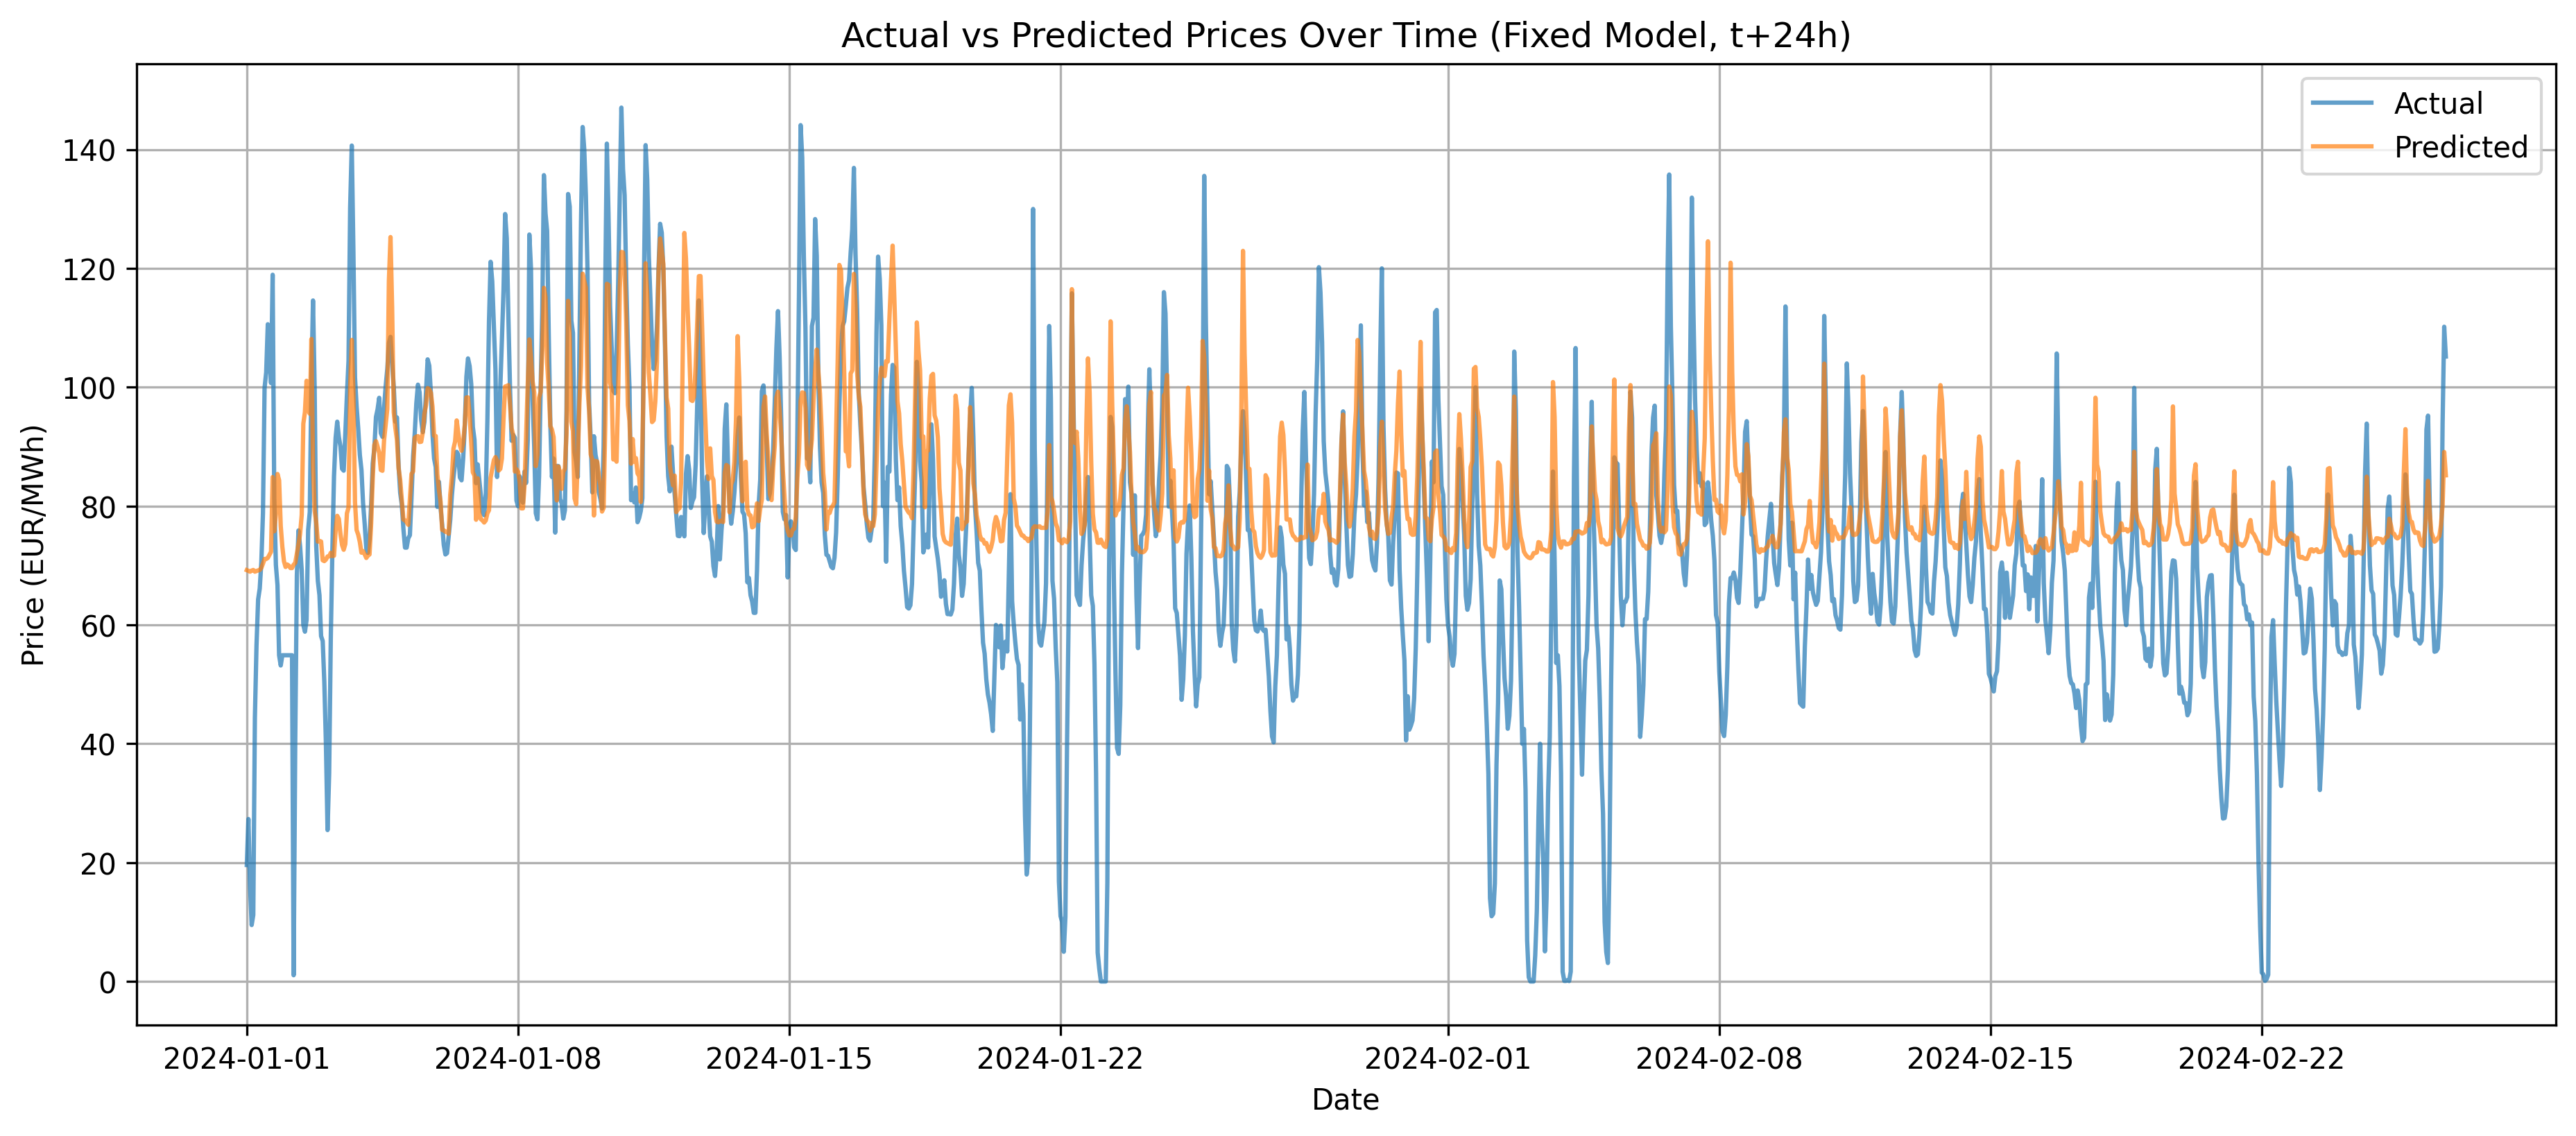 Actual vs Predicted Prices Over Time (Fixed Model, t+24h)
Actual
Predicted
Price (EUR/MWh)
140
120
100
80
60
40
20
0
2024-01-01 2024-01-08 2024-01-15 2024-01-22 2024-02-01 2024-02-08 2024-02-15 2024-02-22
Date